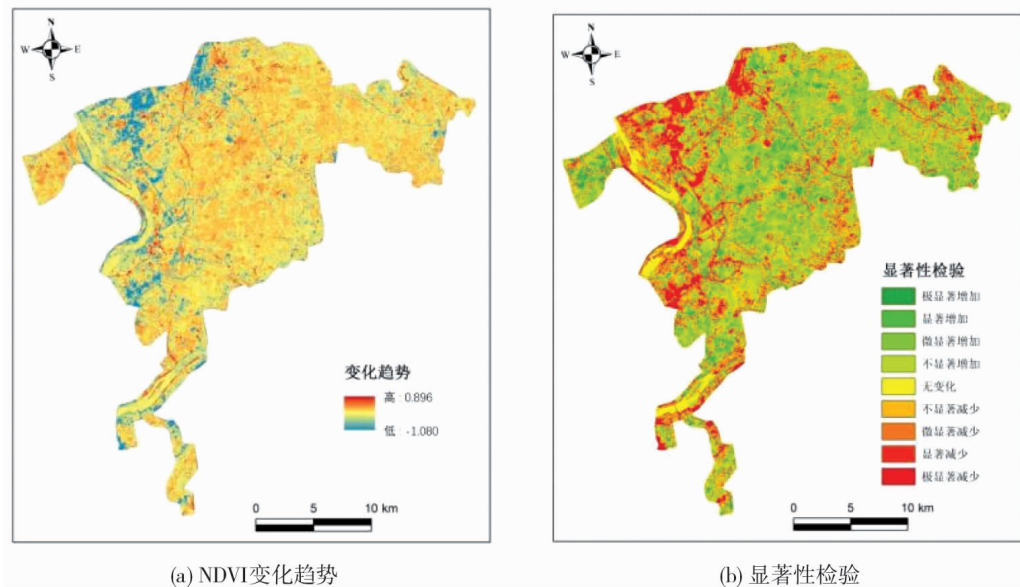 N
W E
S
变化趋势
高 : 0.896
低 : -1.080
0 5 10 km
(a) NDVI变化趋势
N
W E
S
显著性检验
极显著增加
显著增加
微显著增加
不显著增加
无变化
不显著减少
微显著减少
显著减少
极显著减少
0 5 10 km
(b) 显著性检验